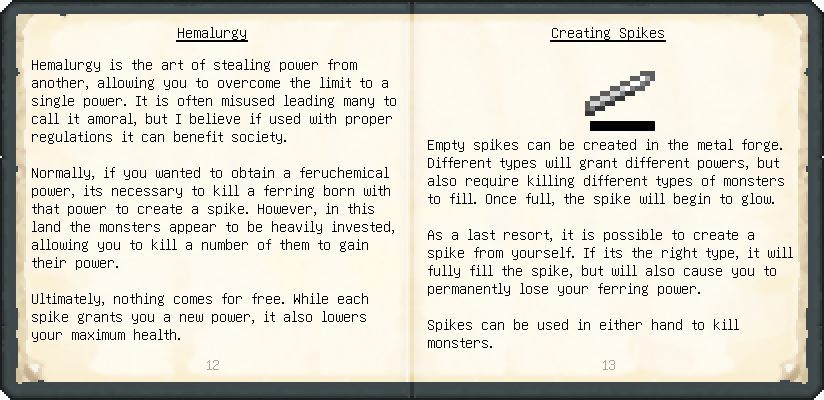 Hemalurgy
Hemalurgy is the art of stealing power from
another, allowing you to overcome the limit to a
single power. It is often misused leading many to
call it amoral, but I believe if used with proper
regulations it can benefit society.
Normally, if you wanted to obtain a feruchemical
power, its necessary to kill a ferring born with
that power to create a spike. However, in this
land the monsters appear to be heavily invested,
allowing you to kill a number of them to gain
their power.
Ultimately, nothing comes for free. While each
spike grants you a new power, it also lowers
your maximum health.
12
Creating Spikes
Empty spikes can be created in the metal forge.
Different types will grant different powers, but
also require killing different types of monsters
to fill. Once full, the spike will begin to glow.
As a last resort, it is possible to create a
spike from yourself. If its the right type, it will
fully fill the spike, but will also cause you to
permanently lose your ferring power.
Spikes can be used in either hand to kill
monsters.
13